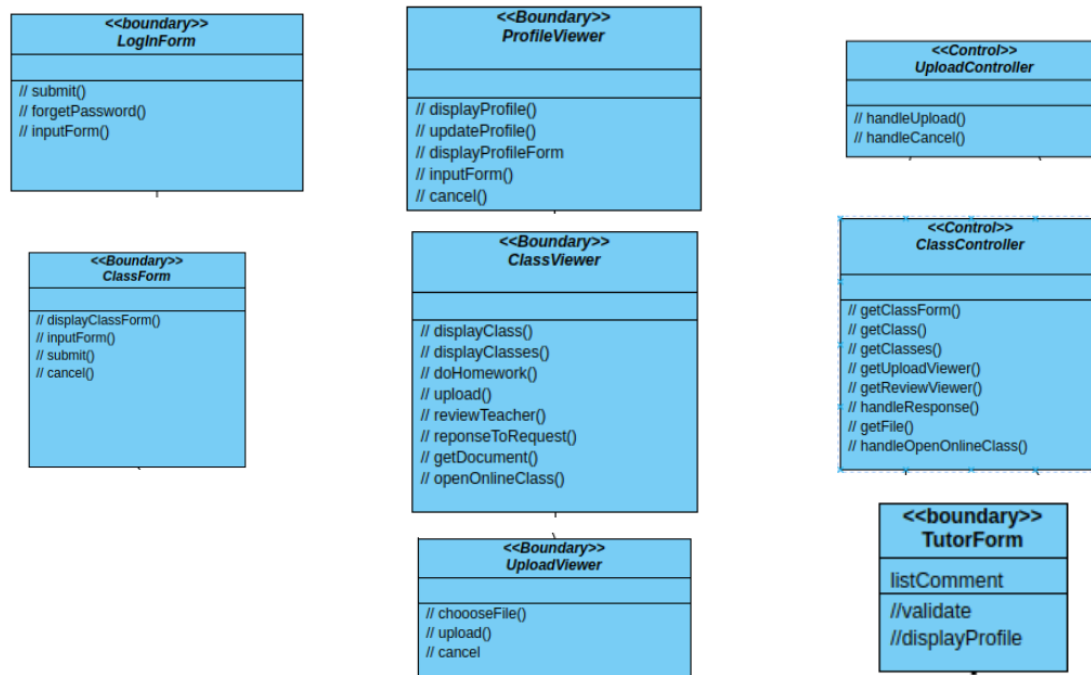 <<boundary>>
LogInForm
// submit()
// forgetPassword()
// inputForm()
<<Boundary>>
ProfileViewer
// displayProfile()
// updateProfile()
// displayProfileForm
// inputForm()
// cancel()
<<Control>>
UploadController
// handleUpload()
// handleCancel()
<<Boundary>>
ClassForm
// displayClassForm()
// inputForm()
// submit()
// cancel()
<<Boundary>>
ClassViewer
// displayClass()
// displayClasses()
// doHomework()
// upload()
// reviewTeacher()
// reponseToRequest()
// getDocument()
// openOnlineClass()
<<Control>>
ClassController
// getClassForm()
// getClass()
// getClasses()
// getUploadViewer()
// getReviewViewer()
// handleResponse()
// getFile()
// handleOpenOnlineClass()
<<Boundary>>
UploadViewer
// choooseFile()
// upload()
// cancel
<<boundary>>
TutorForm
listComment
//validate
//displayProfile